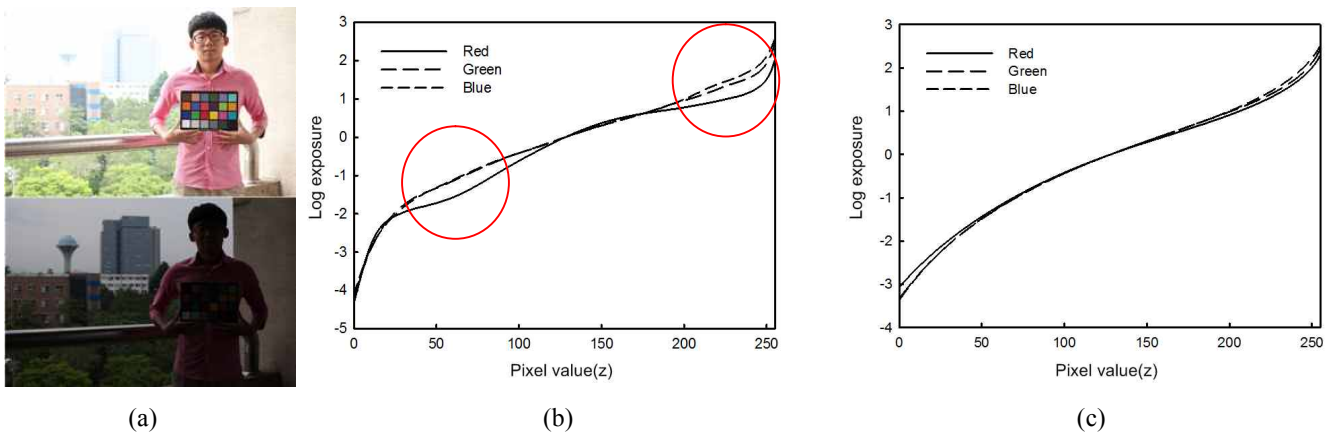 3
2
1
0
-1
-2
-3
-4
-5
Log exposure
Red
Green
Blue
0 50 100 150 200 250
Pixel value(z)
3
2
1
0
-1
-2
-3
-4
Log exposure
Red
Green
Blue
0 50 100 150 200 250
Pixel value(z)
(a) (b) (c)